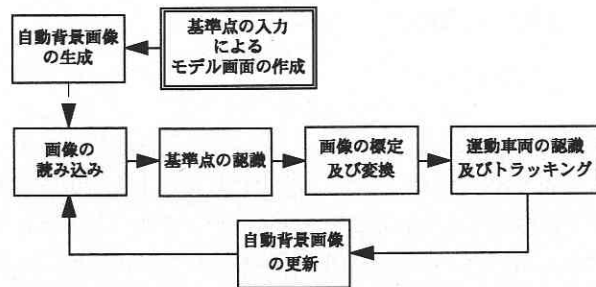 自動背景画像
の生成
基準点の入力
による
モデル画面の作成
画像の
読み込み
基準点の認識
画像の標定
及び変換
運動車両の認識
及びトラッキング
自動背景画像
の更新